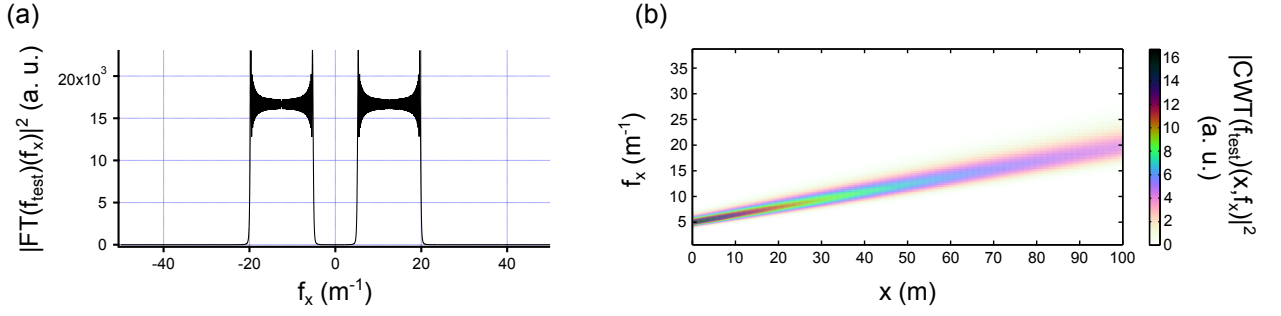 (a)
|FT(f_test)(f_x)|² (a. u.)
20x10³
15
10
5
0
-40 -20 0 20 40
f_x (m⁻¹)
(b)
f_x (m⁻¹)
35
30
25
20
15
10
5
0 10 20 30 40 50 60 70 80 90 100
x (m)
16
14
12
10
8
6
4
2
0
|CWT(f_test)(x,f_x)|²
(a. u.)